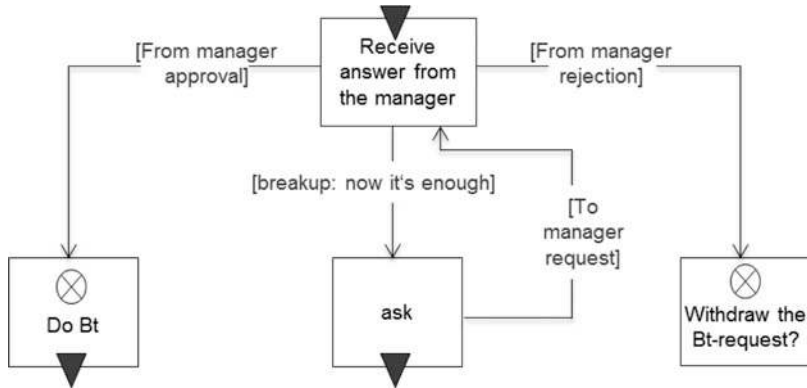 Receive
answer from
the manager
[From manager
approval]
[From manager
rejection]
[breakup: now it's enough]
[To
manager
request]
Do Bt
ask
Withdraw the
Bt-request?